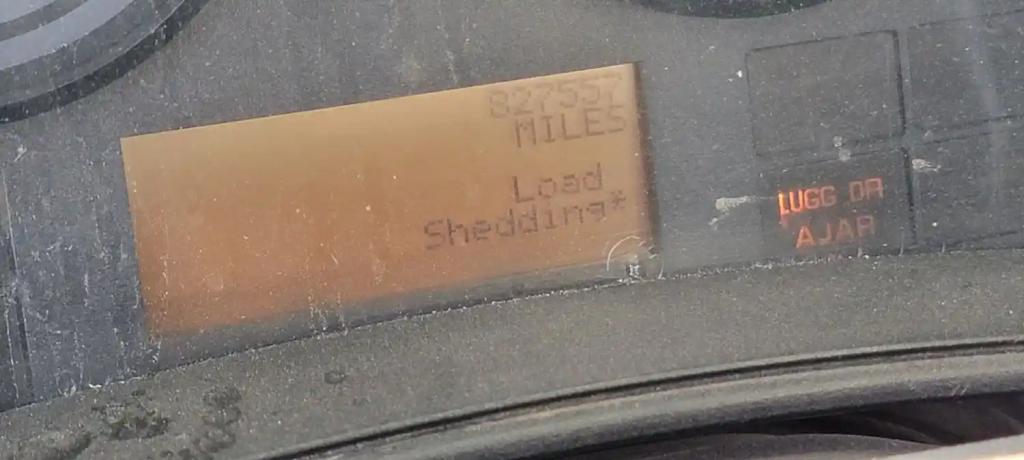 827557
MILES
Load
Shedding*
LUGG DR
AJAR